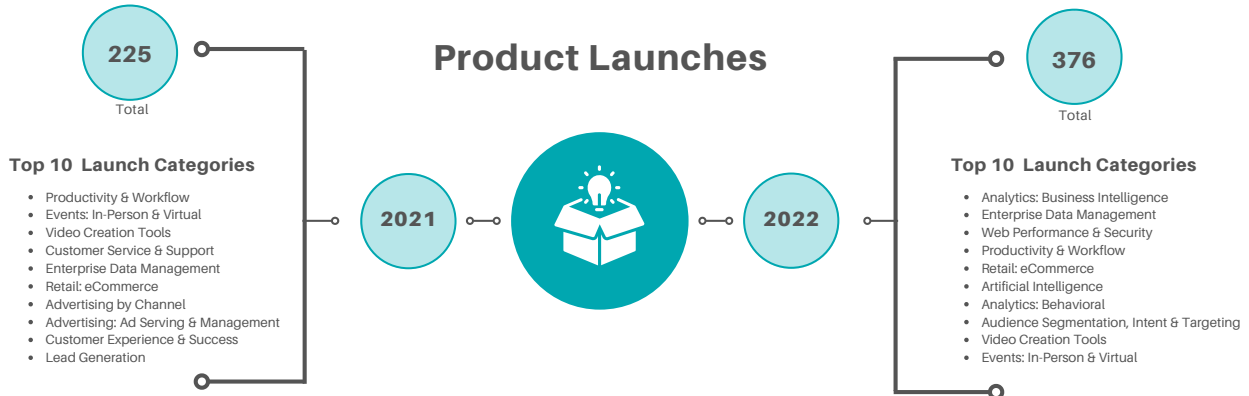 Product Launches
225
Total
Top 10 Launch Categories
Productivity & Workflow
Events: In-Person & Virtual
Video Creation Tools
Customer Service & Support
Enterprise Data Management
Retail: eCommerce
Advertising by Channel
Advertising: Ad Serving & Management
Customer Experience & Success
Lead Generation
2021
2022
376
Total
Top 10 Launch Categories
Analytics: Business Intelligence
Enterprise Data Management
Web Performance & Security
Productivity & Workflow
Retail: eCommerce
Artificial Intelligence
Analytics: Behavioral
Audience Segmentation, Intent & Targeting
Video Creation Tools
Events: In-Person & Virtual